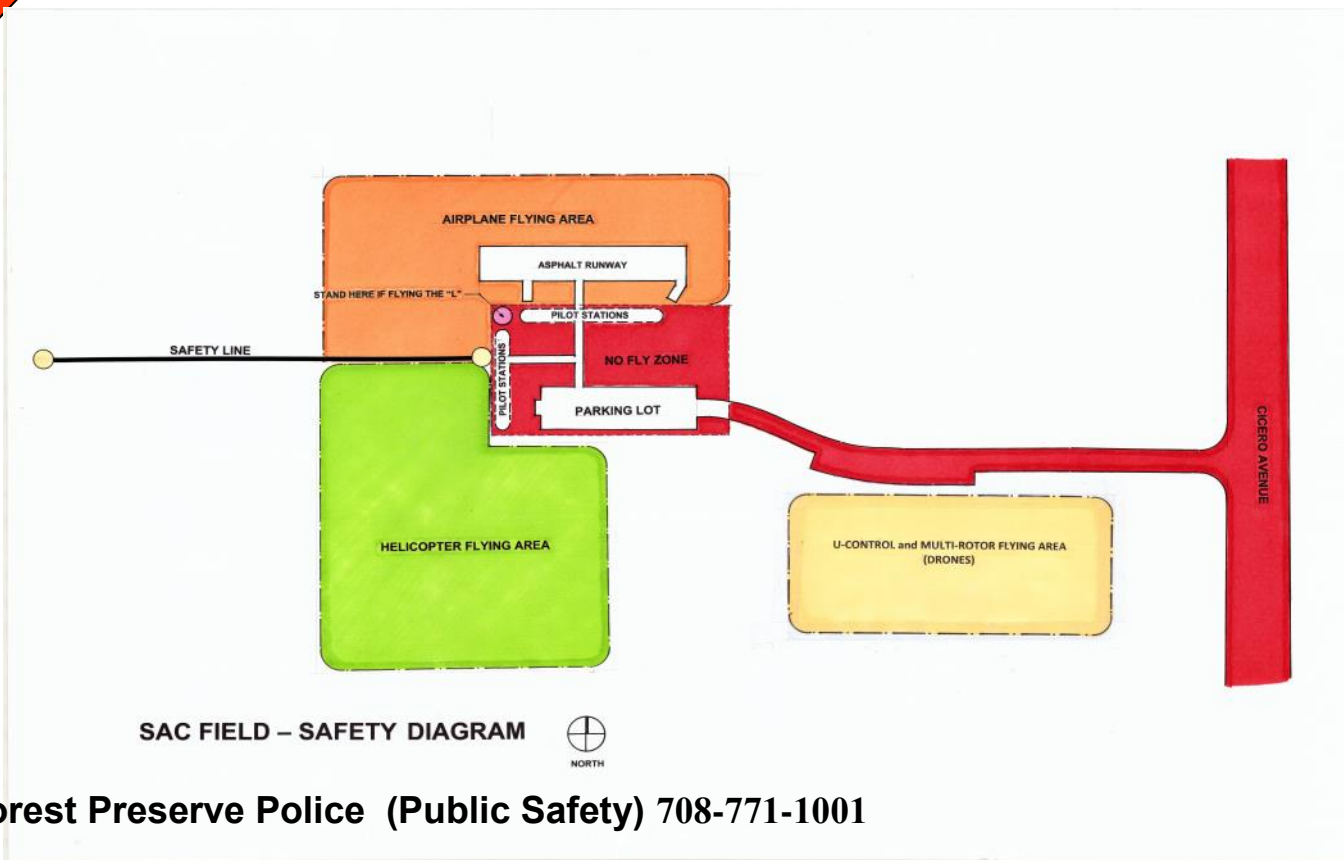 AIRPLANE FLYING AREA
ASPHALT RUNWAY
STAND HERE IF FLYING THE "L"
PILOT STATIONS
SAFETY LINE
PILOT STATIONS
NO FLY ZONE
PARKING LOT
CICERO AVENUE
HELICOPTER FLYING AREA
U-CONTROL and MULTI-ROTOR FLYING AREA
(DRONES)
SAC FIELD – SAFETY DIAGRAM
NORTH
orest Preserve Police (Public Safety) 708-771-1001